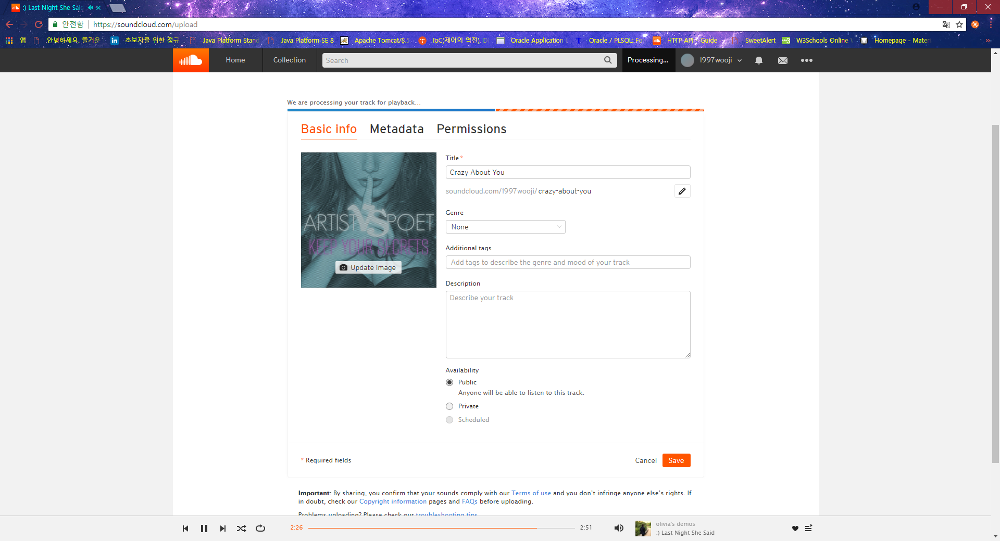 :) Last Night She Said
안전함 https://soundcloud.com/upload
앱 안녕하세요. 즐거운 in 초보자를 위한 정규 Java Platform Stand Java Platform SE 8 Apache Tomcat/8.5 IoC(제어의 역전), D Oracle Application Oracle / PLSQL: HTTP API - Guide SweetAlert w3 W3Schools Online Homepage - Mater
Home Collection Search Processing... 1997wooji
We are processing your track for playback...
Basic info Metadata Permissions
ARTIST VS POET
KEEP YOUR SECRETS
Update image
Title *
Crazy About You
soundcloud.com/1997wooji/ crazy-about-you
Genre
None
Additional tags
Add tags to describe the genre and mood of your track
Description
Describe your track
Availability
Public
Anyone will be able to listen to this track.
Private
Scheduled
* Required fields
Cancel Save
Important: By sharing, you confirm that your sounds comply with our Terms of use and you don't infringe anyone else's rights. If
in doubt, check our Copyright information pages and FAQs before uploading.
Problems uploading? Please check our troubleshooting tips
2:26 2:51
olivia's demos
:) Last Night She Said